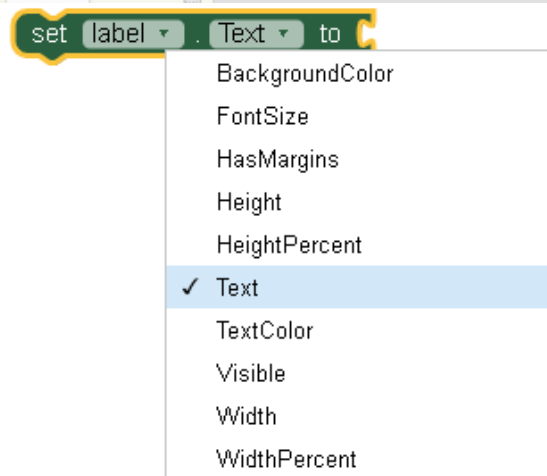 set label . Text to
BackgroundColor
FontSize
HasMargins
Height
HeightPercent
Text
TextColor
Visible
Width
WidthPercent